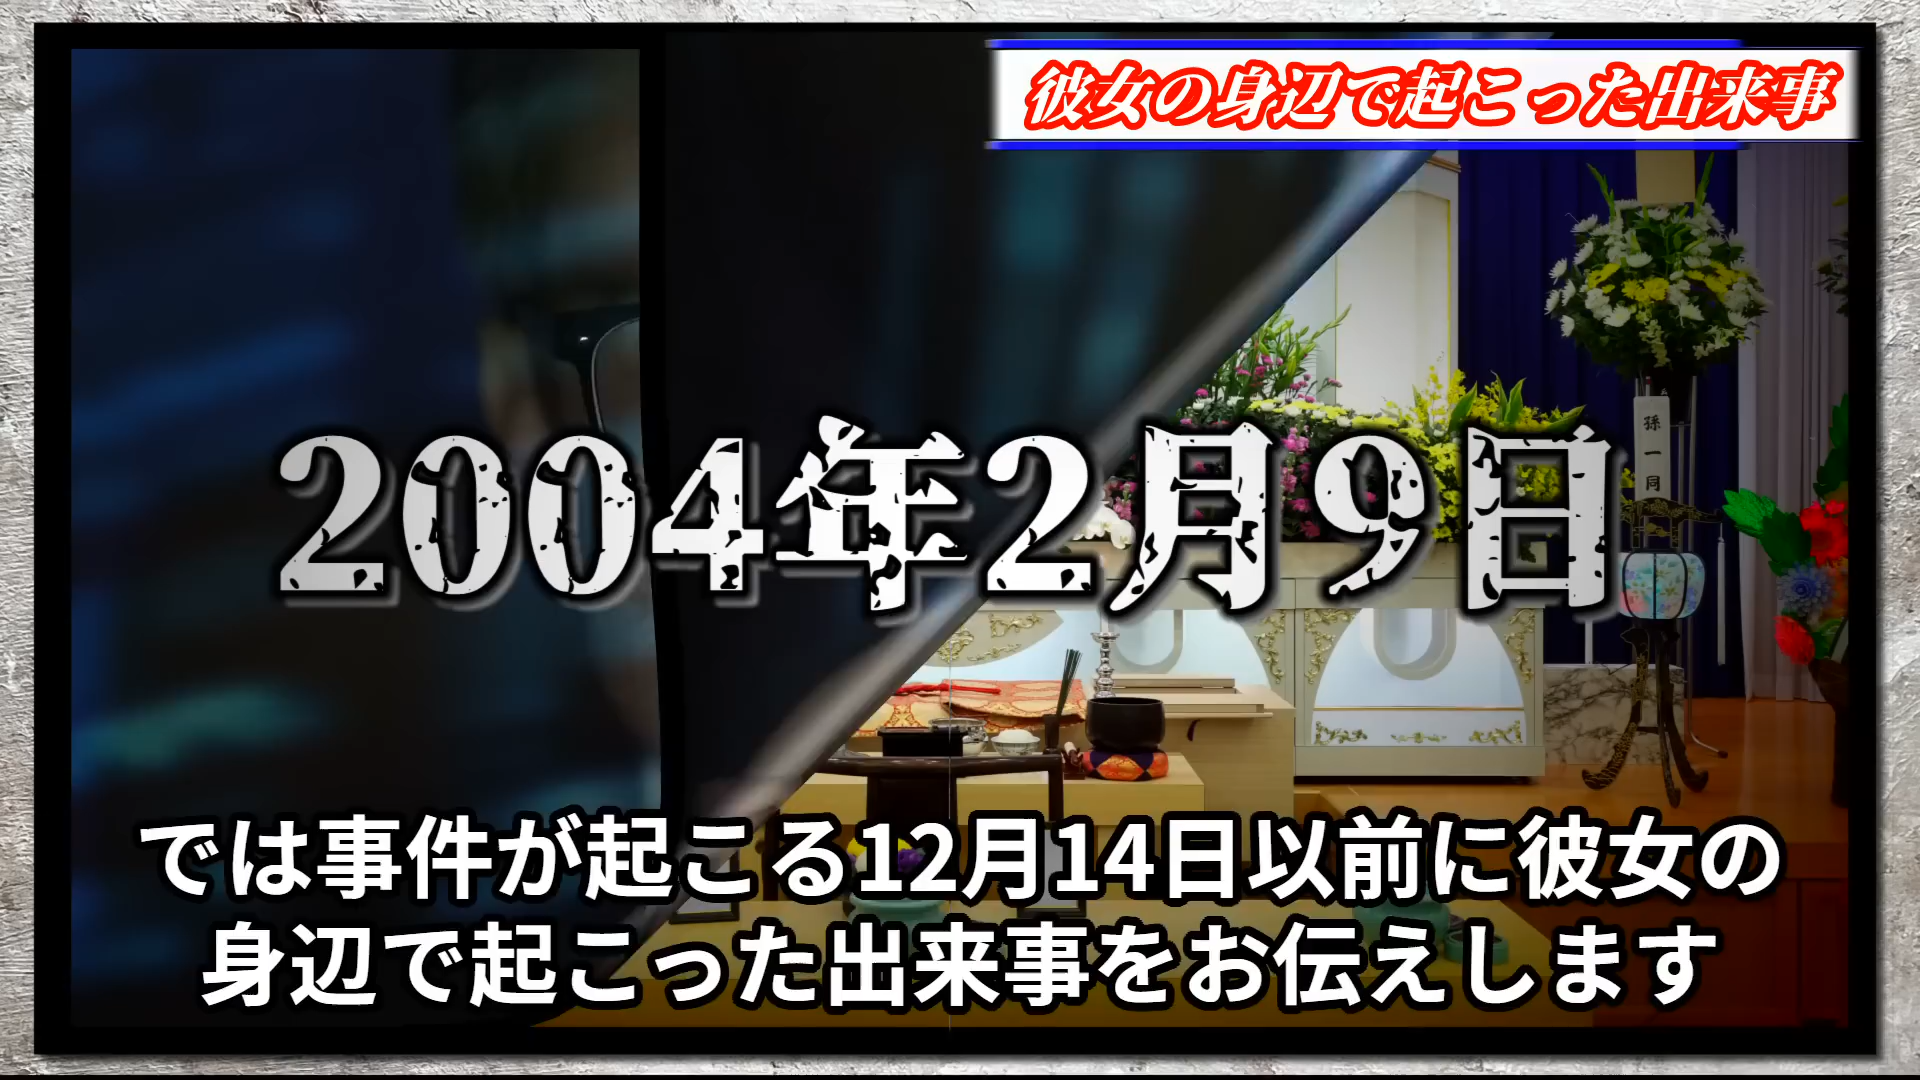 彼女の身辺で起こった出来事
孫一同
2004年2月9日
では事件が起こる12月14日以前に彼女の
身辺で起こった出来事をお伝えします